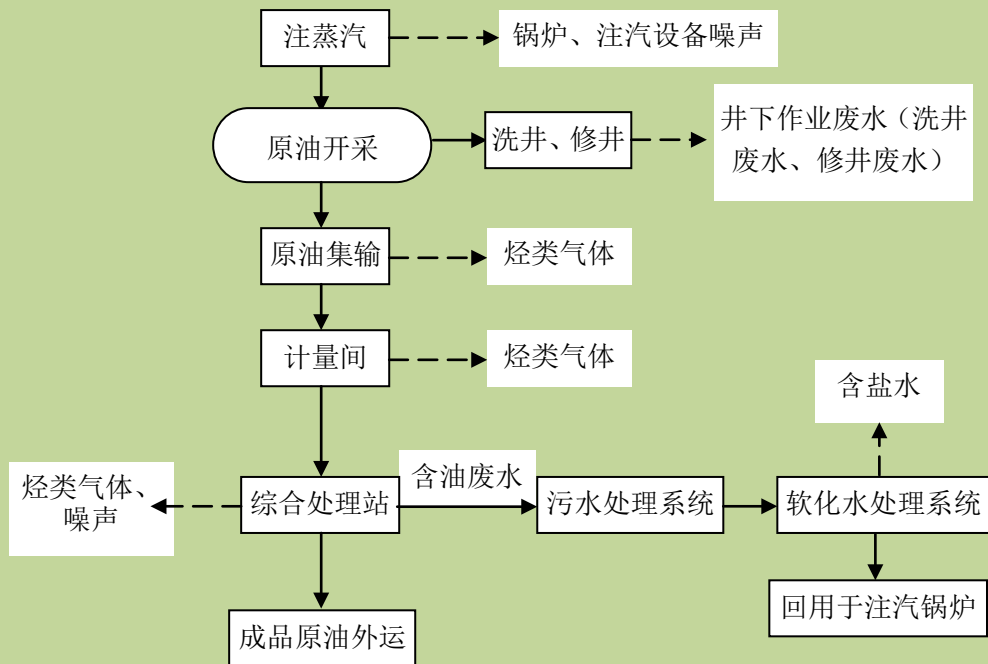 注蒸汽
锅炉、注汽设备噪声
原油开采
洗井、修井
井下作业废水（洗井
废水、修井废水）
原油集输
烃类气体
计量间
烃类气体
含盐水
烃类气体、
噪声
综合处理站
含油废水
污水处理系统
软化水处理系统
回用于注汽锅炉
成品原油外运